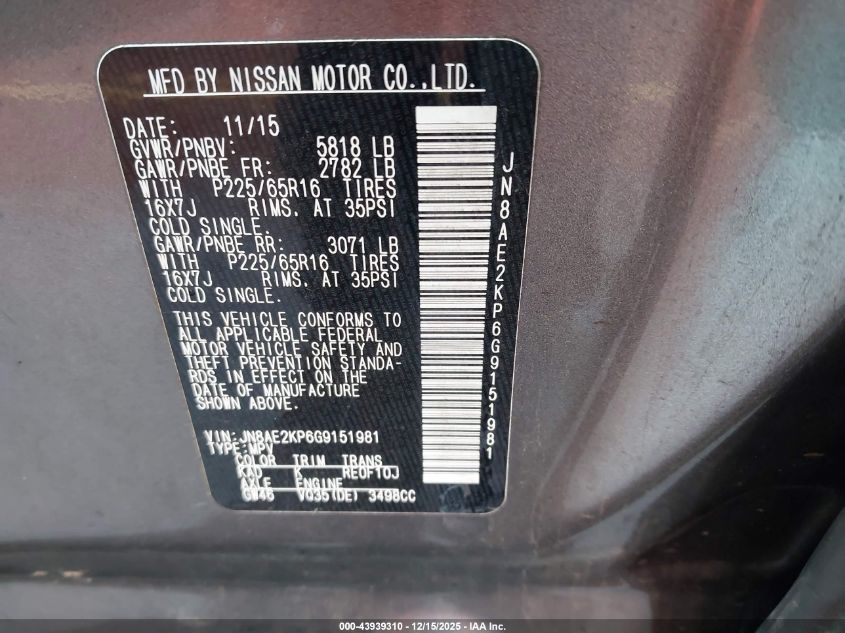 MFD BY NISSAN MOTOR CO.,LTD.
DATE: 11/15
GVWR/PNBV: 5818 LB
GAWR/PNBE FR: 2782 LB
WITH P225/65R16 TIRES
16X7J RIMS. AT 35PSI
COLD SINGLE.
GAWR/PNBE RR: 3071 LB
WITH P225/65R16 TIRES
16X7J RIMS. AT 35PSI
COLD SINGLE.
THIS VEHICLE CONFORMS TO
ALL APPLICABLE FEDERAL
MOTOR VEHICLE SAFETY AND
THEFT PREVENTION STANDA-
RDS IN EFFECT ON THE
DATE OF MANUFACTURE
SHOWN ABOVE.
VIN:JN8AE2KP6G9151981
TYPE:MPV
COLOR TRIM TRANS
KAD K RE0F10J
AXLE ENGINE
GW46 VQ35(DE) 3498CC
JN8AE2KP6G9151981
000-43939310 - 12/15/2025 - IAA Inc.